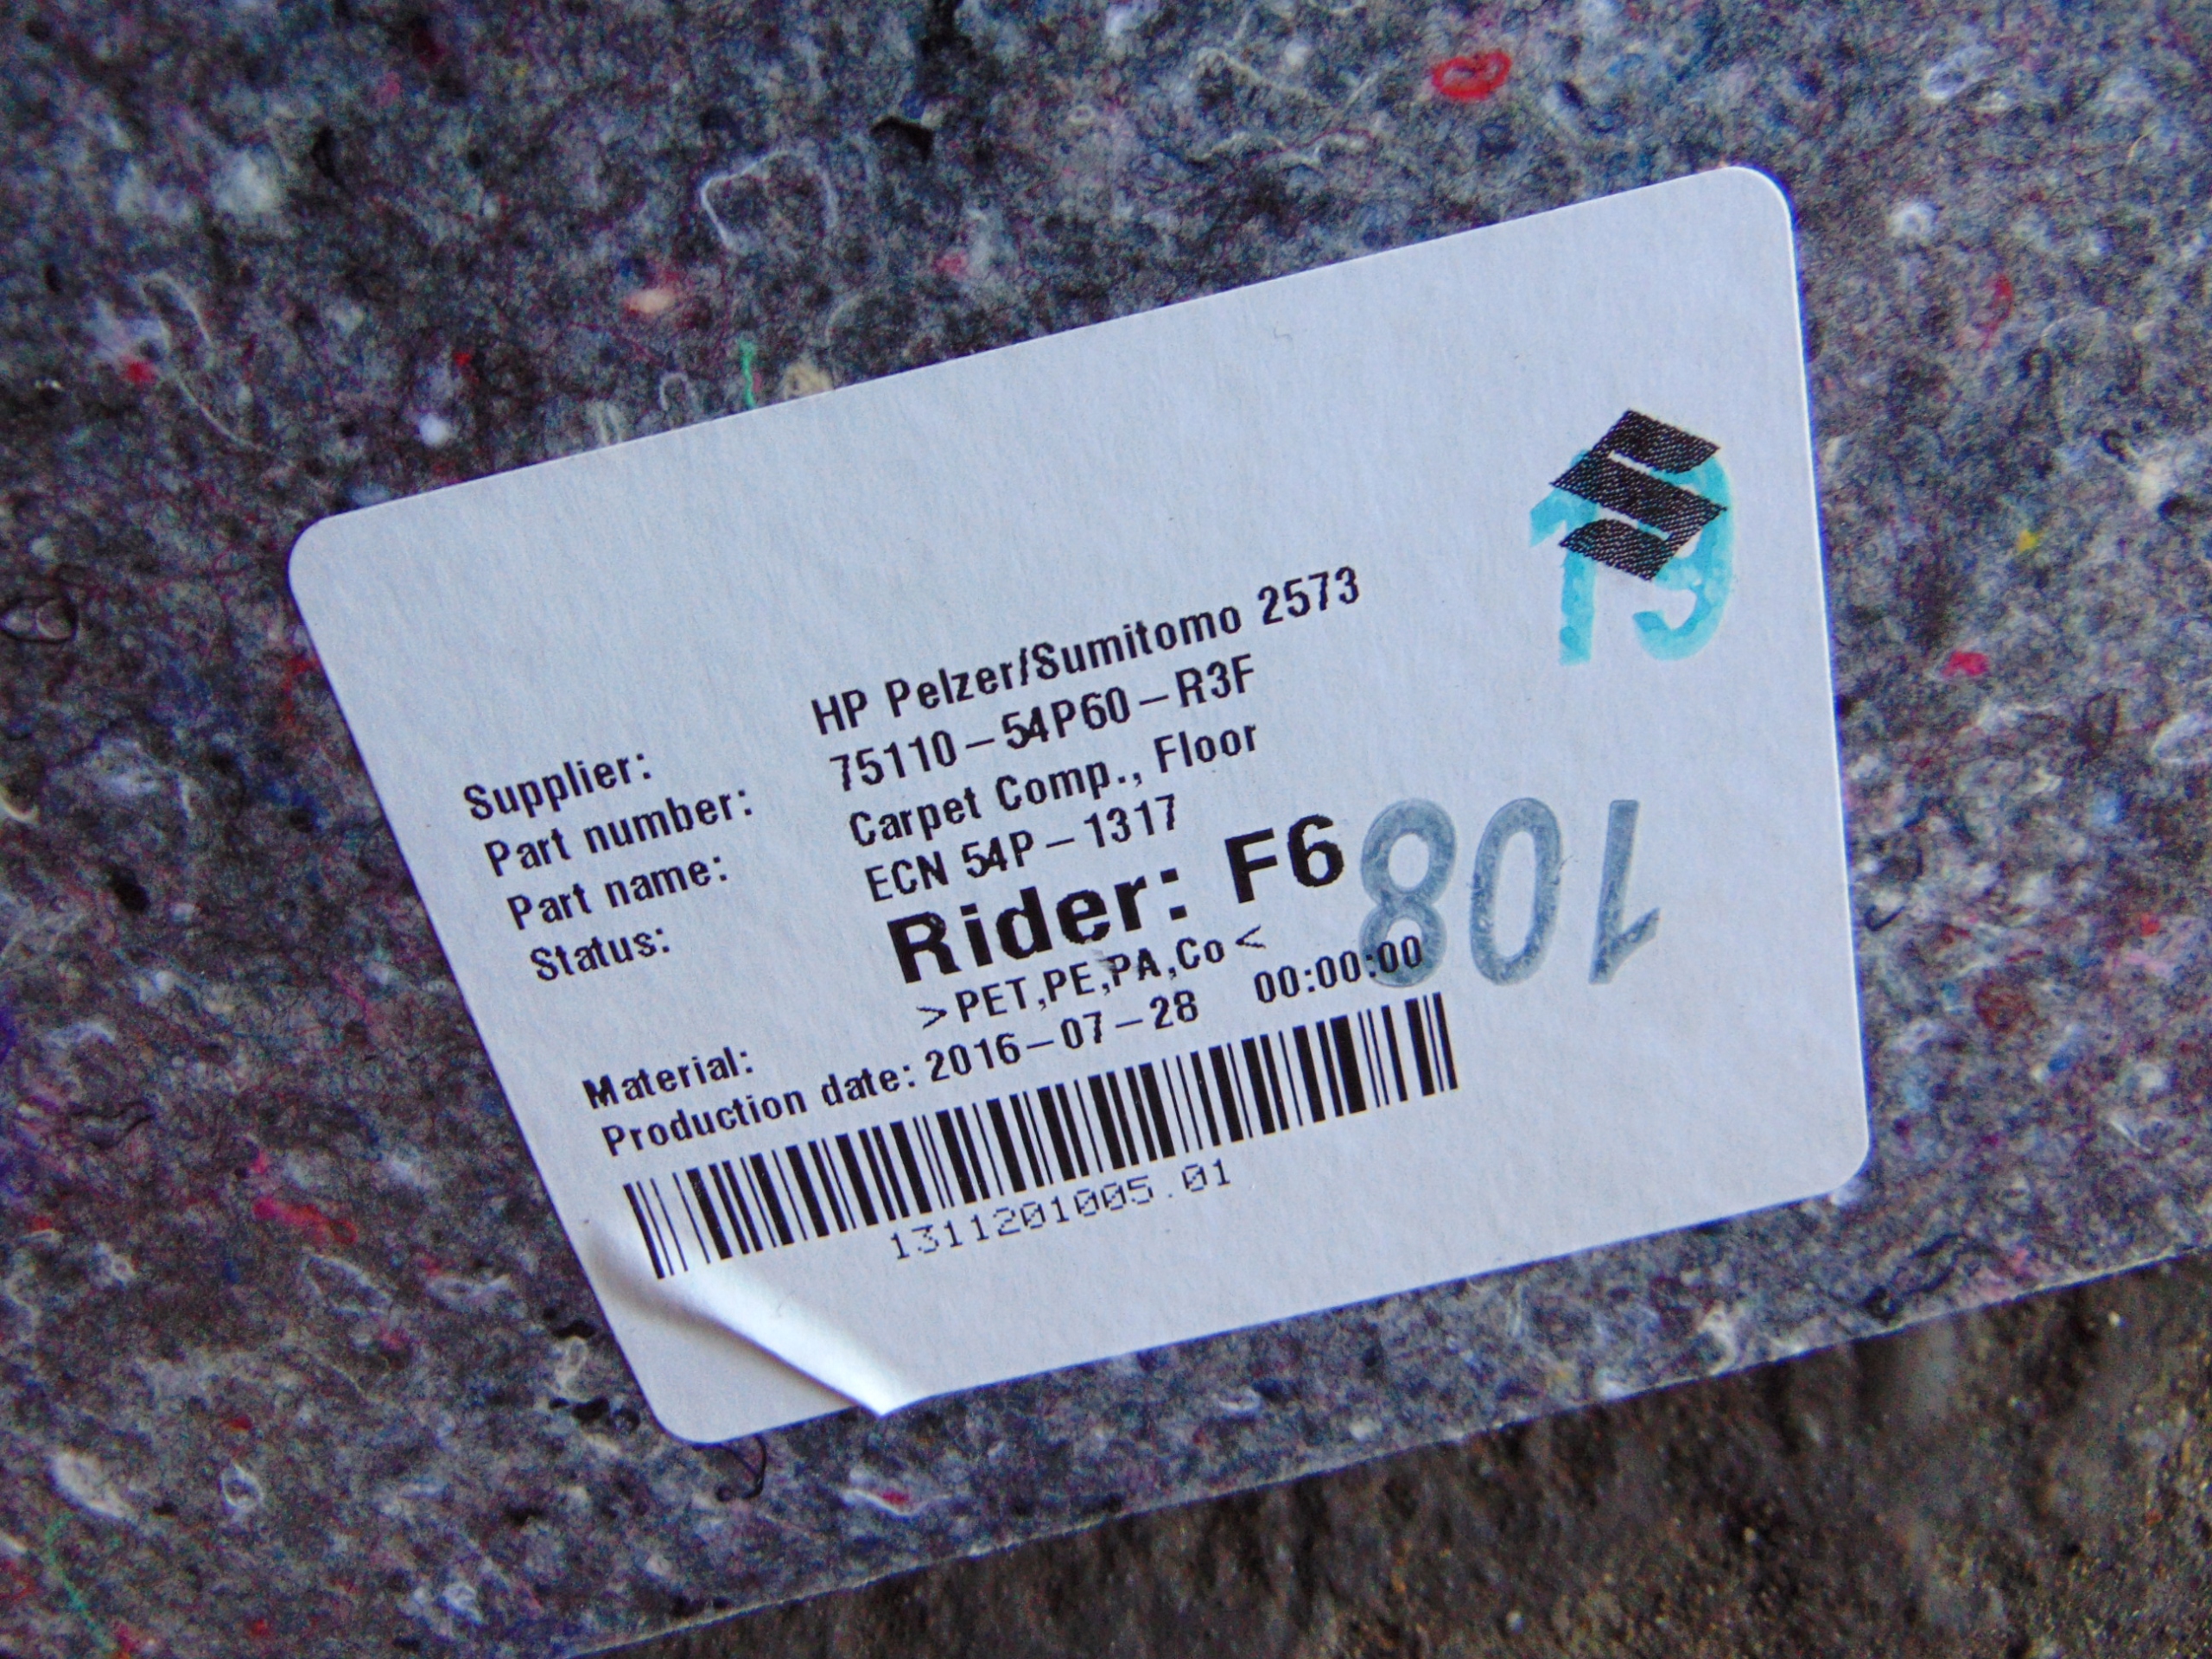 19
Supplier: HP Pelzer/Sumitomo 2573
Part number: 75110-54P60-R3F
Part name: Carpet Comp., Floor
Status: ECN 54P-1317
Rider: F6
108
Material: >PET,PE,PA,Co<
Production date: 2016-07-28 00:00:00
1311201005.01